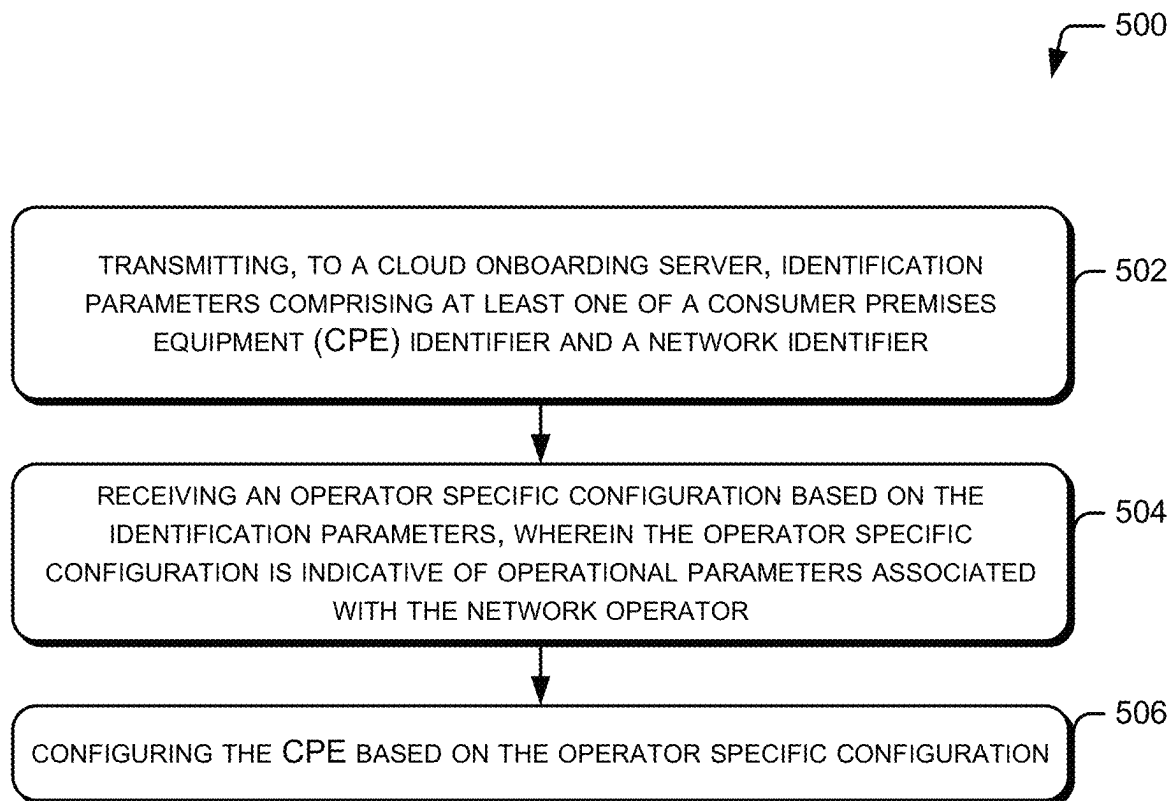 500
TRANSMITTING, TO A CLOUD ONBOARDING SERVER, IDENTIFICATION
PARAMETERS COMPRISING AT LEAST ONE OF A CONSUMER PREMISES
EQUIPMENT (CPE) IDENTIFIER AND A NETWORK IDENTIFIER
502
RECEIVING AN OPERATOR SPECIFIC CONFIGURATION BASED ON THE
IDENTIFICATION PARAMETERS, WHEREIN THE OPERATOR SPECIFIC
CONFIGURATION IS INDICATIVE OF OPERATIONAL PARAMETERS ASSOCIATED
WITH THE NETWORK OPERATOR
504
CONFIGURING THE CPE BASED ON THE OPERATOR SPECIFIC CONFIGURATION
506